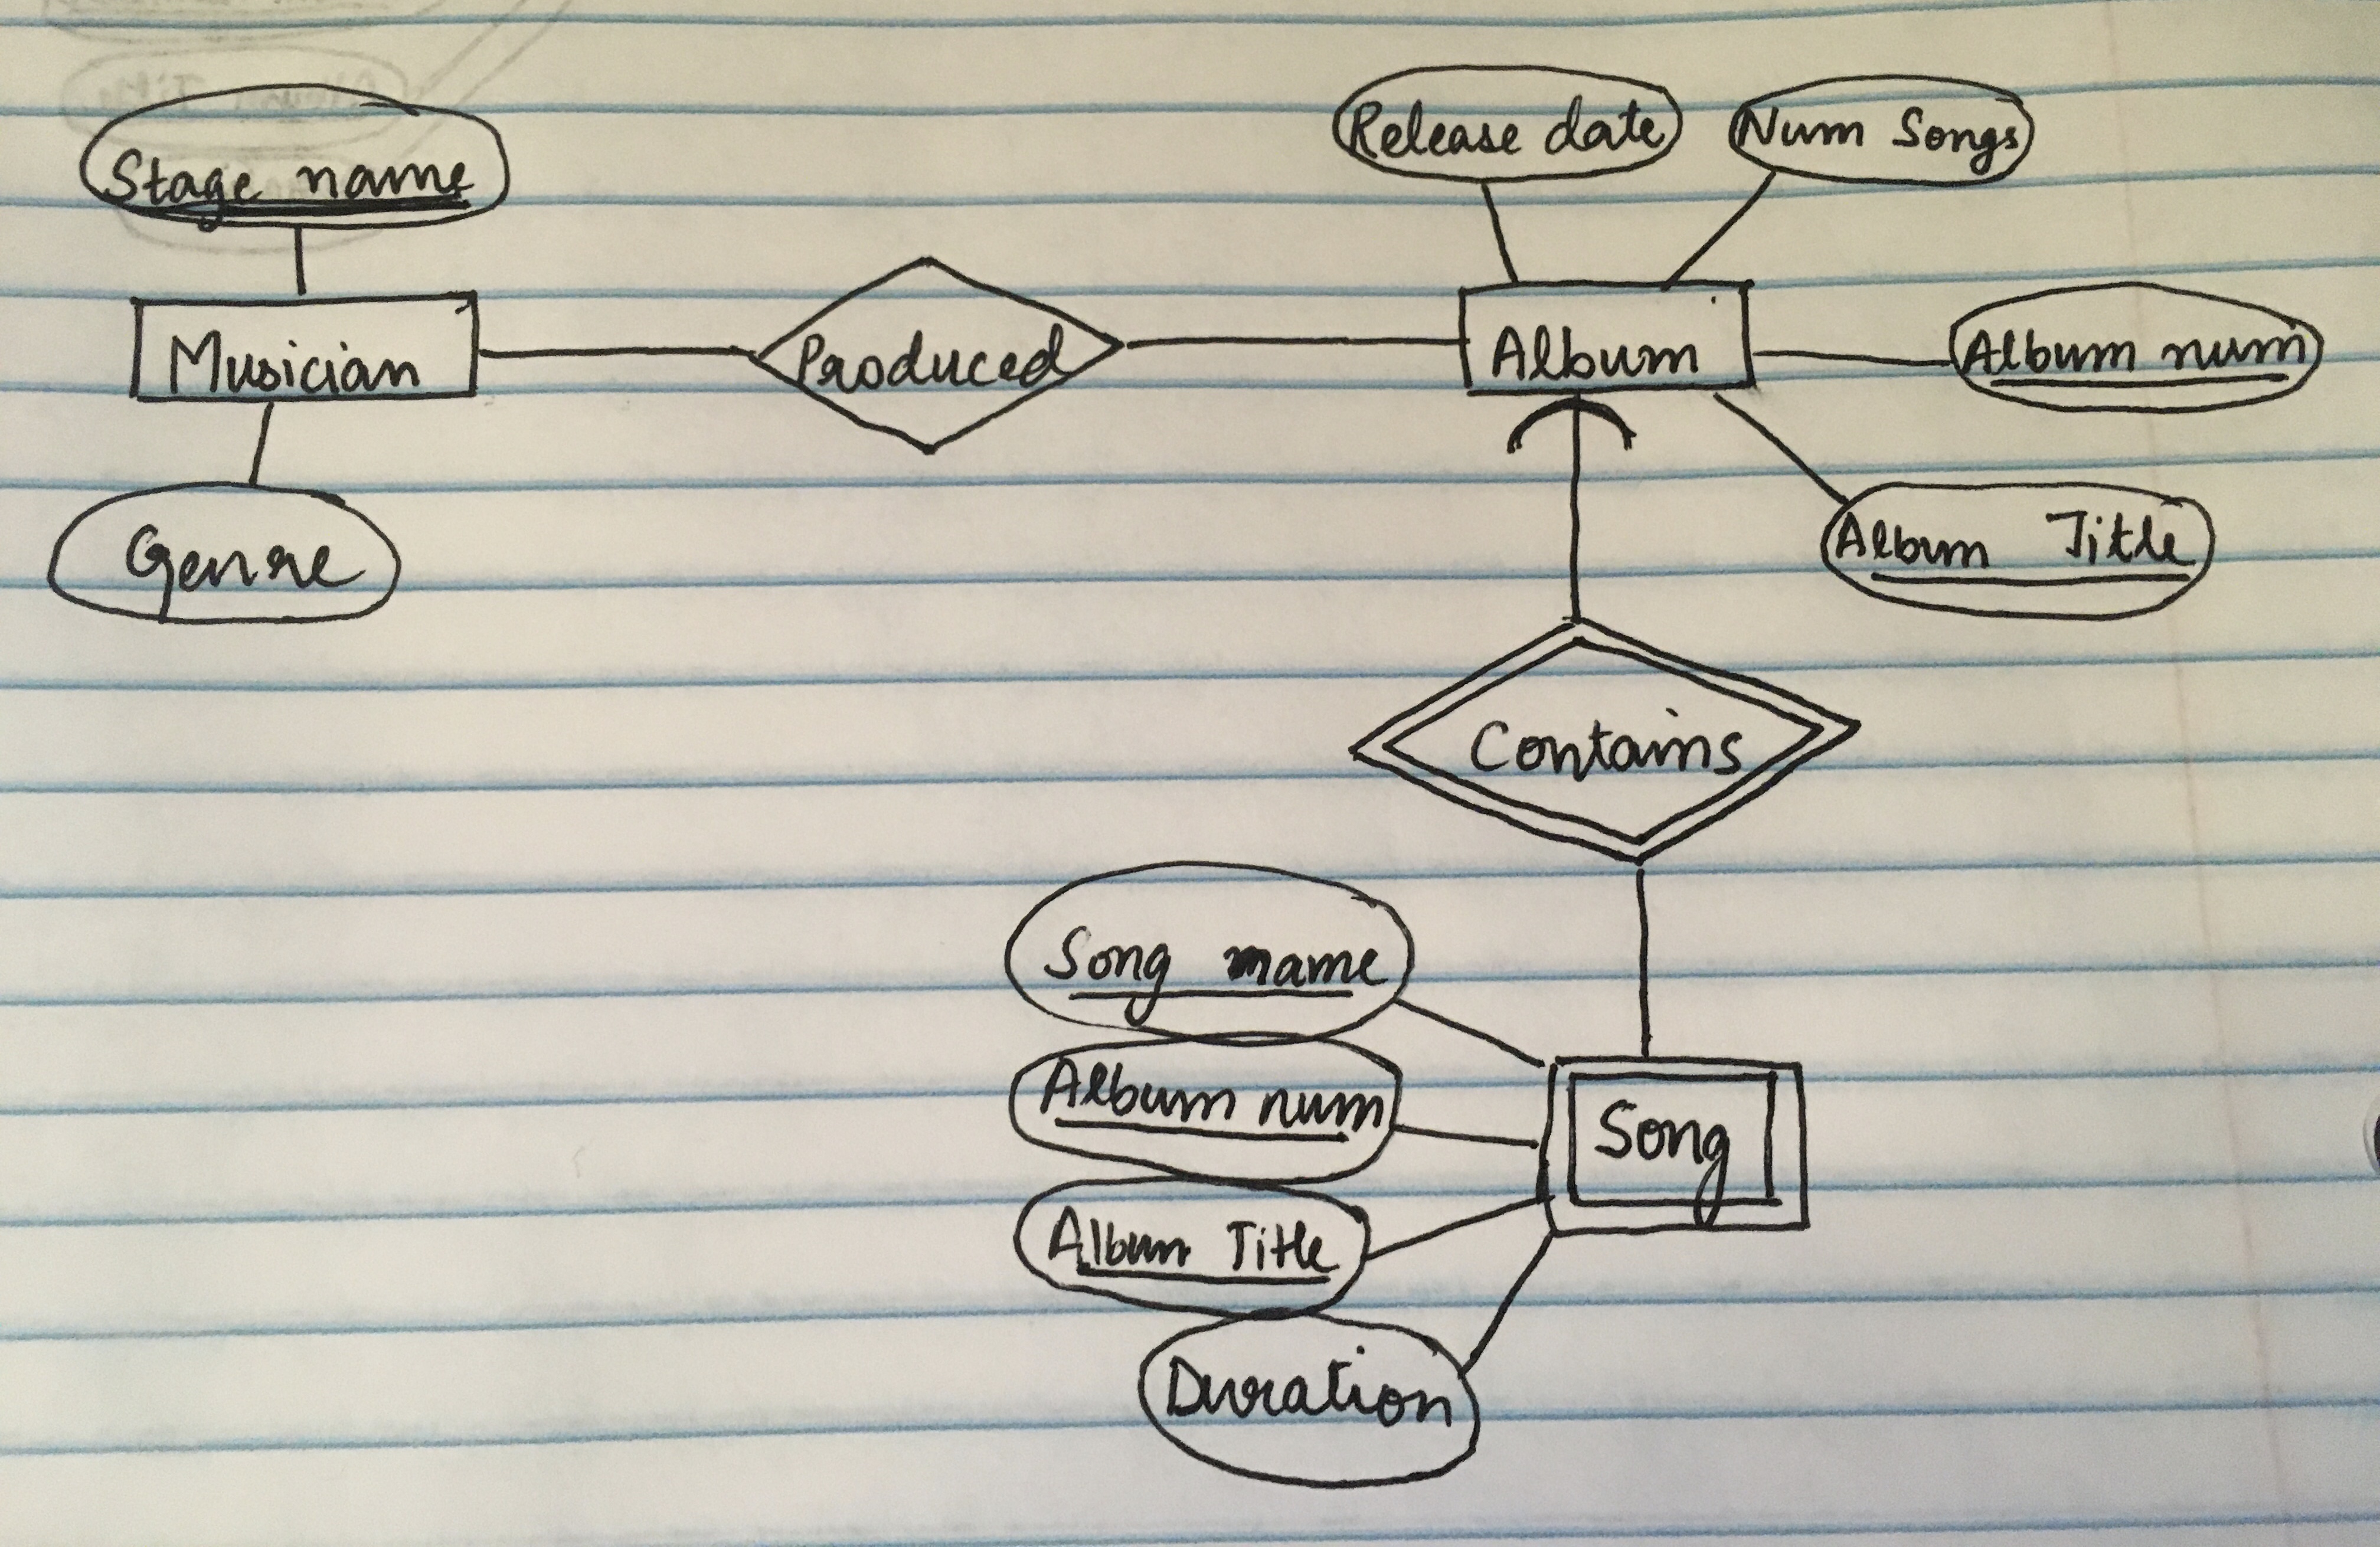 Stage name
Release date
Num Songs
Musician
Produced
Album
Album num
Genre
Album Title
Contains
Song name
Album num
Song
Album Title
Duration